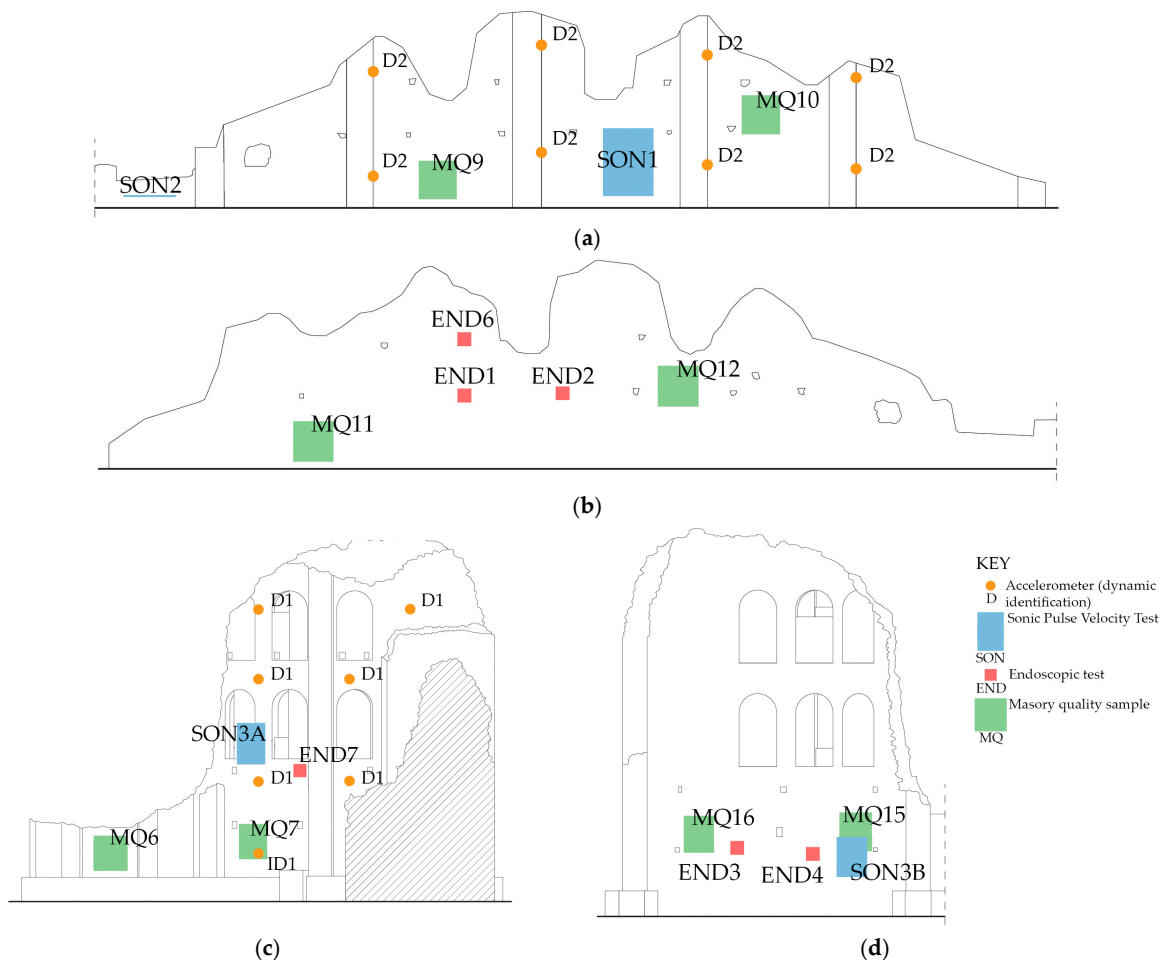 D2
D2
D2
D2
MQ10
D2
D2
D2
D2
MQ9
SON1
SON2
(a)
END6
END1
END2
MQ12
MQ11
(b)
D1
D1
D1
D1
SON3A
END7
D1
D1
MQ6
MQ7
ID1
(c)
MQ16
MQ15
END3
END4
SON3B
(d)
KEY
Accelerometer (dynamic
D
identification)
Sonic Pulse Velocity Test
SON
Endoscopic test
END
Masory quality sample
MQ